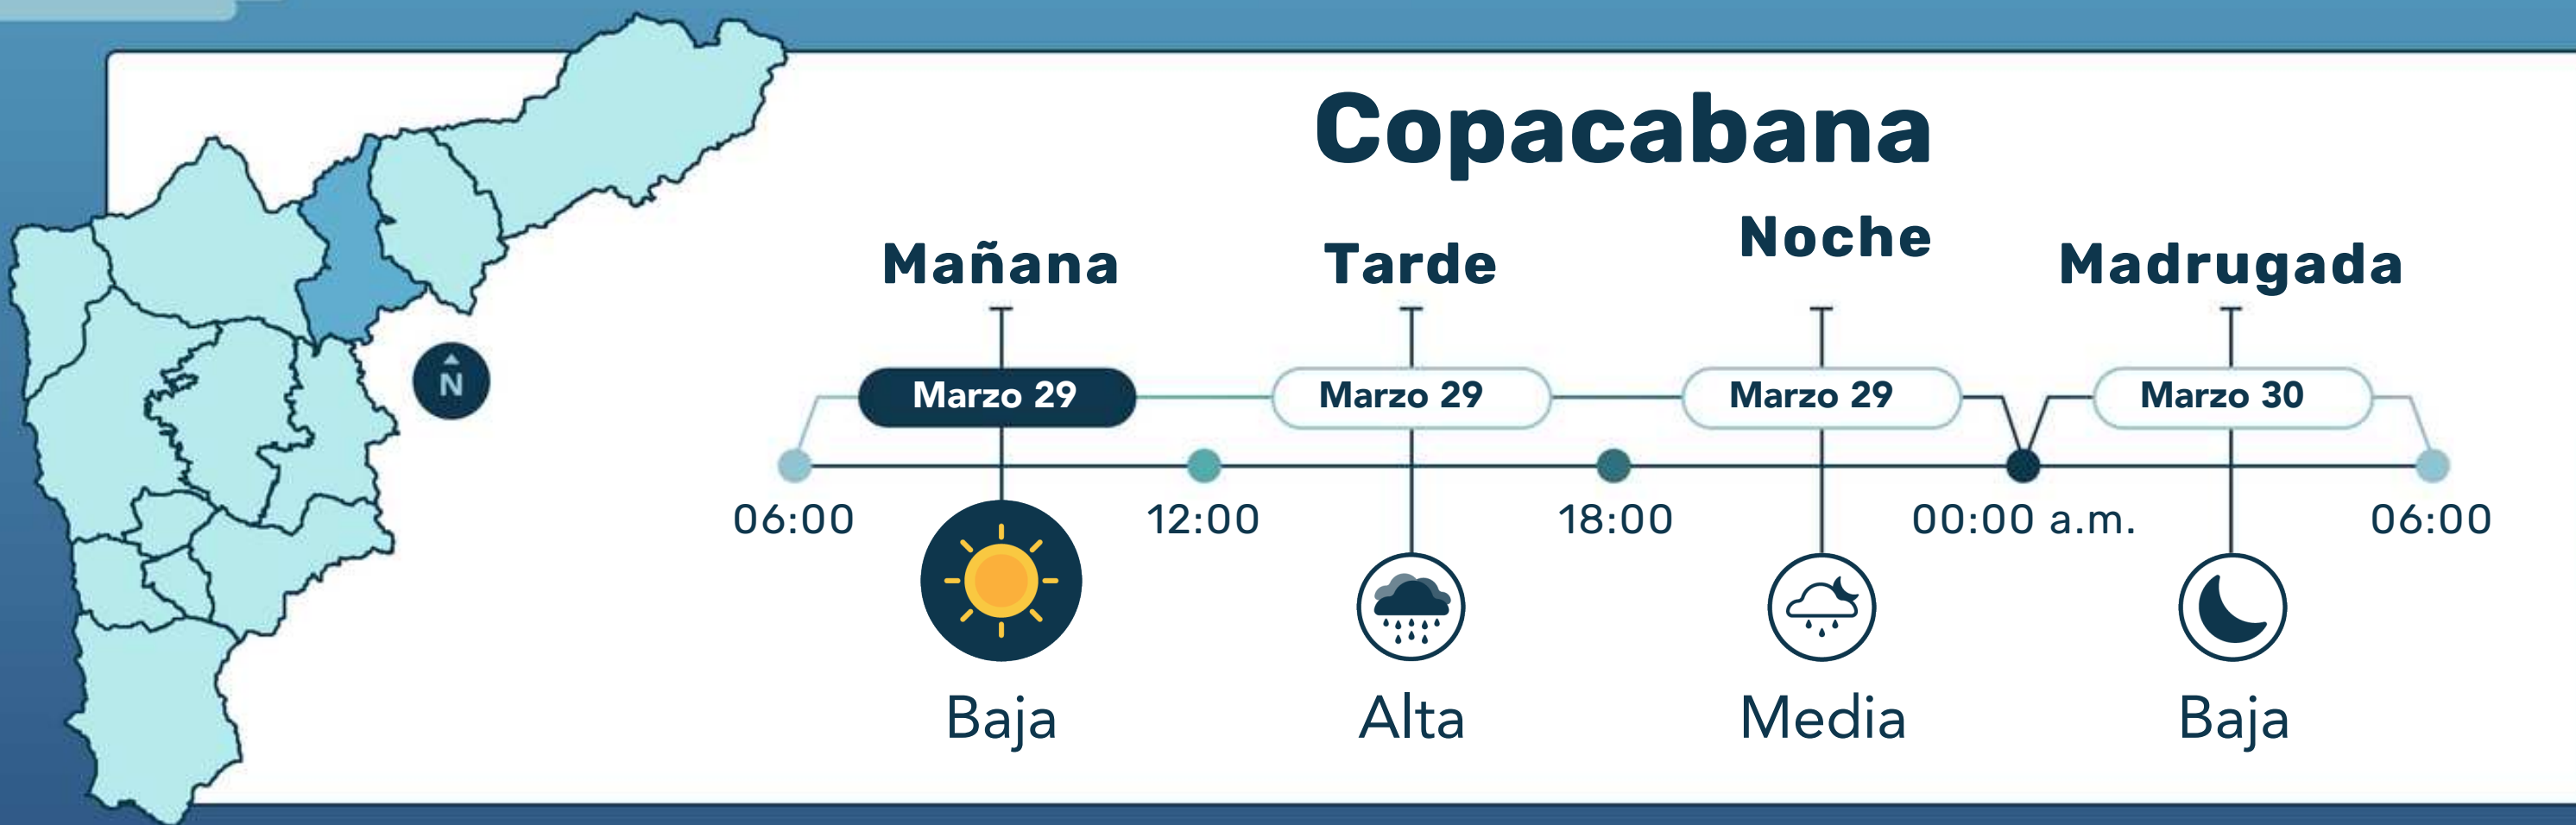 Copacabana
Mañana
Tarde
Noche
Madrugada
N
Marzo 29
Marzo 29
Marzo 29
Marzo 30
06:00
12:00
18:00
00:00 a.m.
06:00
Baja
Alta
Media
Baja